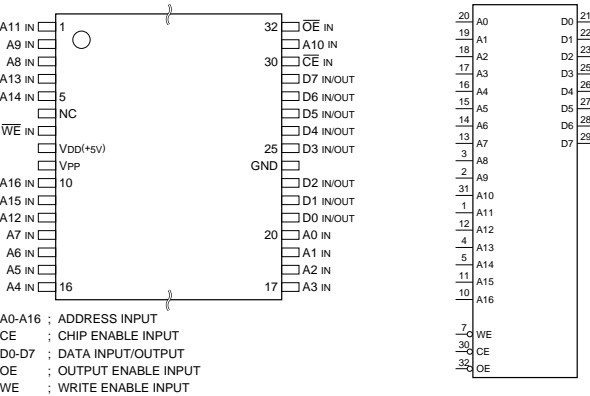 A11 IN 1 32 OE IN
A9 IN A10 IN
A8 IN 30 CE IN
A13 IN D7 IN/OUT
A14 IN 5 D6 IN/OUT
NC D5 IN/OUT
WE IN D4 IN/OUT
VDD(+5V) 25 D3 IN/OUT
VPP GND
A16 IN 10 D2 IN/OUT
A15 IN D1 IN/OUT
A12 IN D0 IN/OUT
A7 IN 20 A0 IN
A6 IN A1 IN
A5 IN A2 IN
A4 IN 16 17 A3 IN
A0-A16 ; ADDRESS INPUT
CE ; CHIP ENABLE INPUT
D0-D7 ; DATA INPUT/OUTPUT
OE ; OUTPUT ENABLE INPUT
WE ; WRITE ENABLE INPUT
20 A0 D0 21
19 A1 D1 22
18 A2 D2 23
17 A3 D3 25
16 A4 D4 26
15 A5 D5 27
14 A6 D6 28
13 A7 D7 29
3 A8
2 A9
31 A10
1 A11
12 A12
4 A13
5 A14
11 A15
10 A16
7 WE
30 CE
32 OE